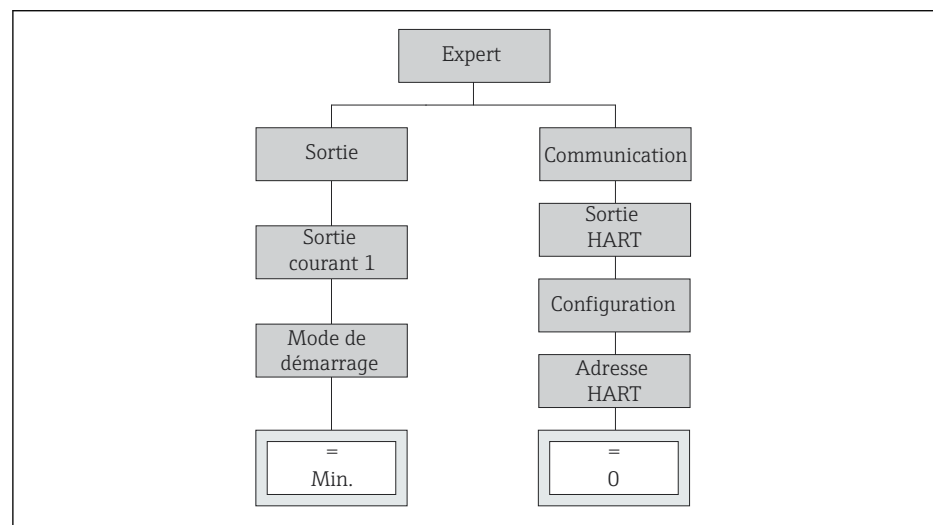 Expert
Sortie
Communication
Sortie
courant 1
Sortie
HART
Configuration
Mode de
démarrage
Adresse
HART
=
Min.
=
0